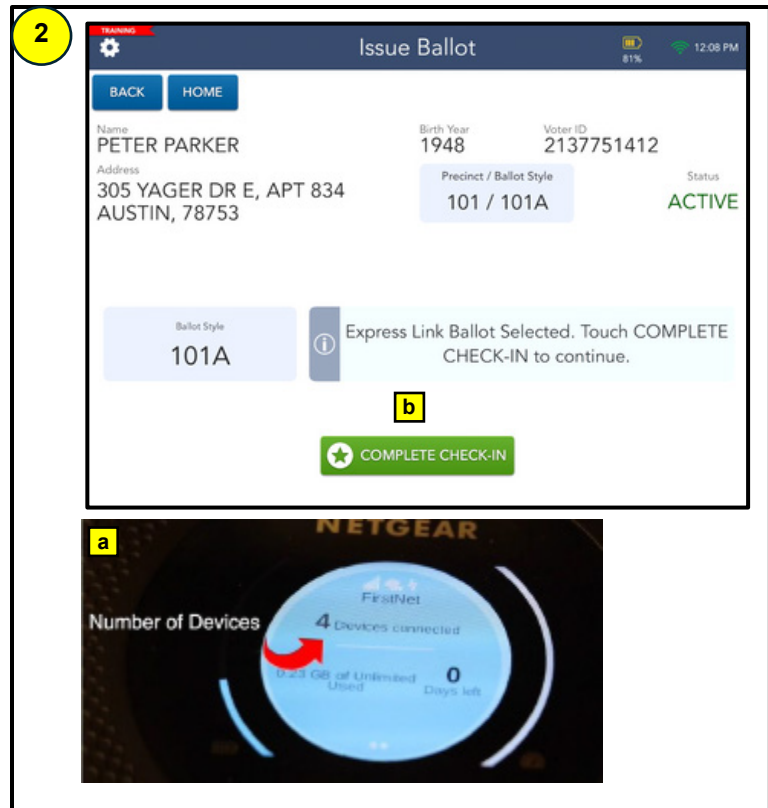 2
TRAINING
Issue Ballot
81%
12:08 PM
BACK
HOME
Name
PETER PARKER
Birth Year
1948
Voter ID
2137751412
Address
305 YAGER DR E, APT 834
AUSTIN, 78753
Precinct / Ballot Style
101 / 101A
Status
ACTIVE
Ballot Style
101A
Express Link Ballot Selected. Touch COMPLETE
CHECK-IN to continue.
b
COMPLETE CHECK-IN
a
NETGEAR
FirstNet
Number of Devices
4 Devices connected
0.23 GB of Unlimited
Used
0
Days left